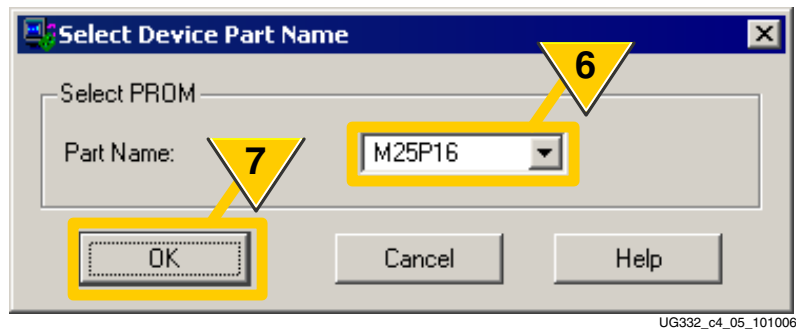 Select Device Part Name
6
Select PROM
Part Name:
7
M25P16
OK
Cancel
Help
UG332_c4_05_101006